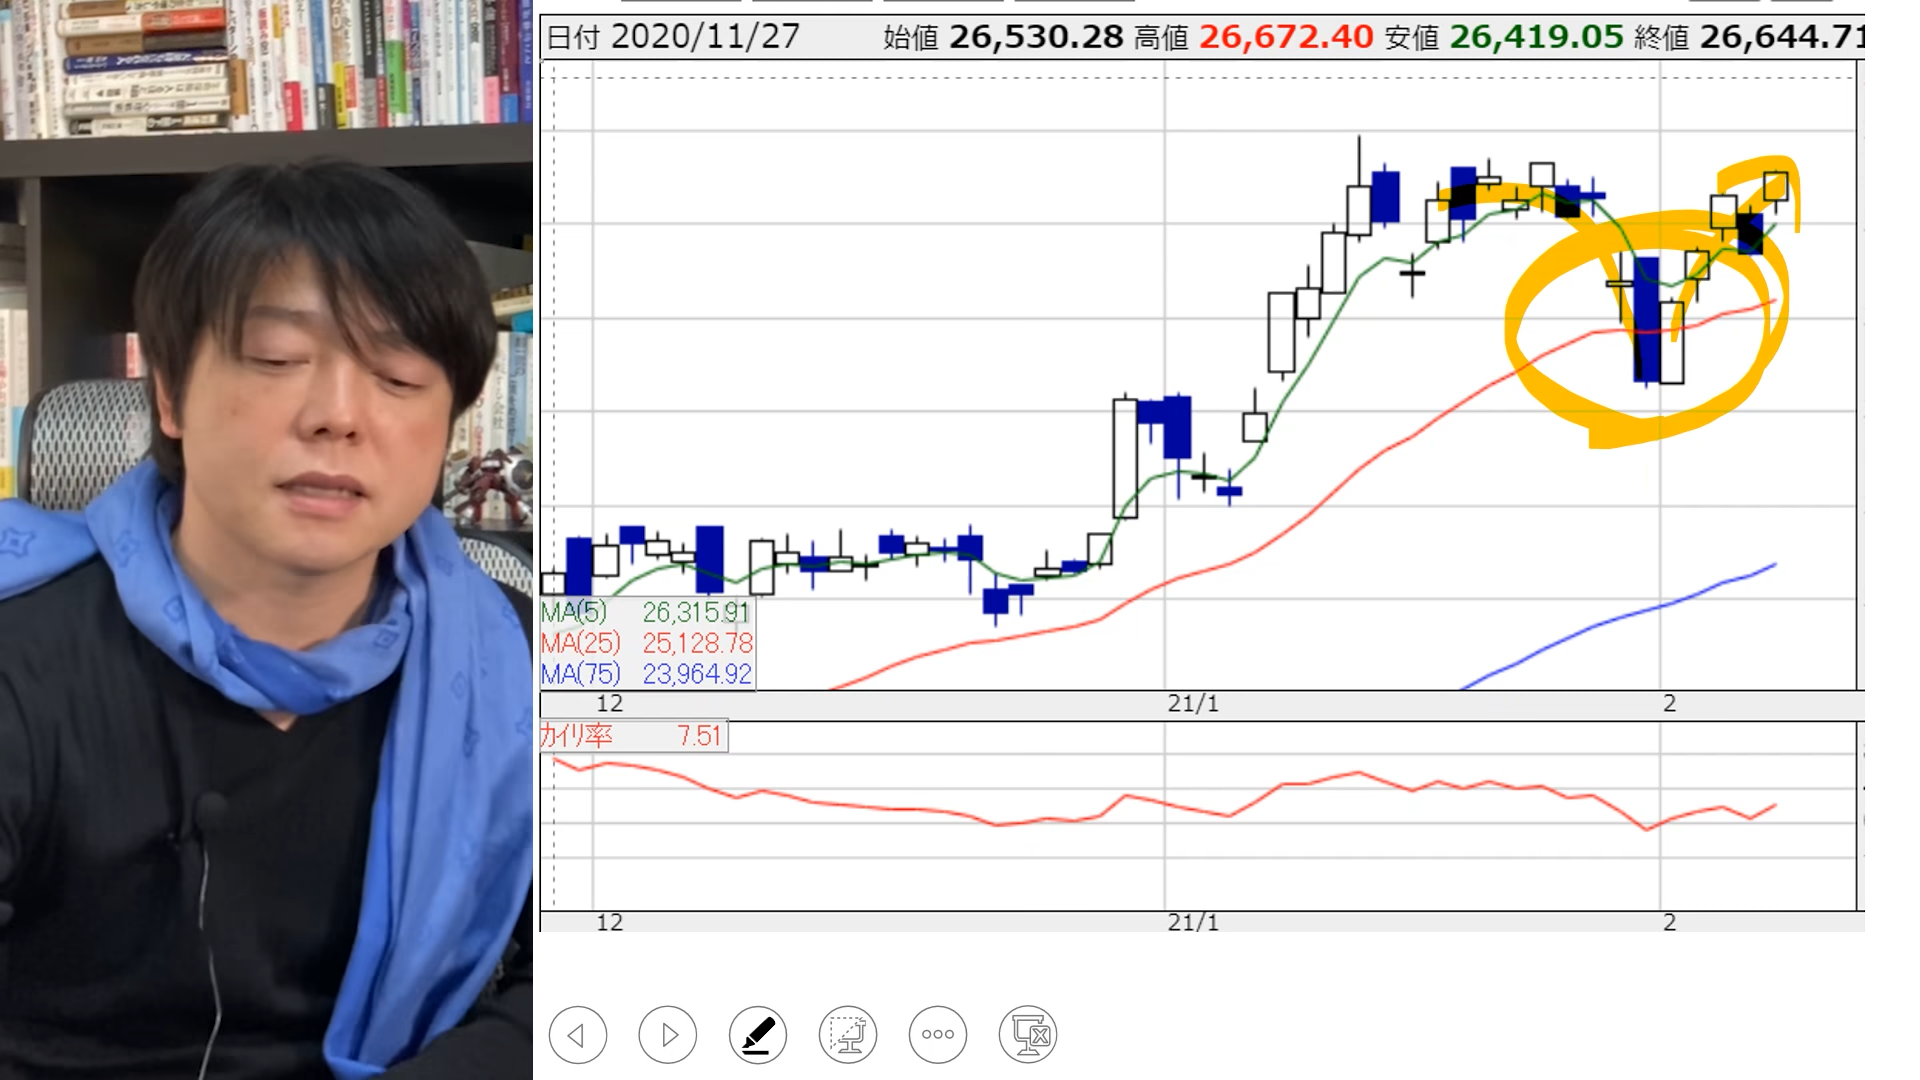 日付 2020/11/27 始値 26,530.28 高値 26,672.40 安値 26,419.05 終値 26,644.71
MA(5) 26,315.91
MA(25) 25,128.78
MA(75) 23,964.92
12 21/1 2
カイリ率 7.51
12 21/1 2